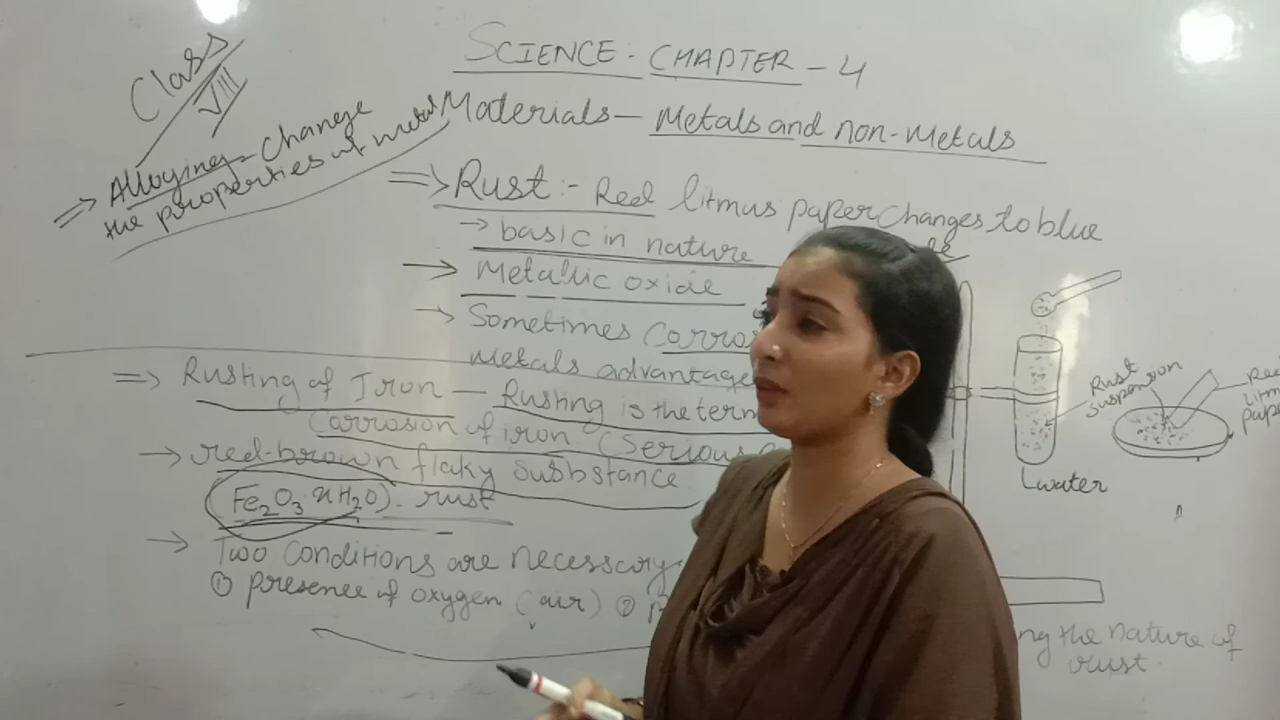 SCIENCE:- CHAPTER - 4
Class
VIII
Materials — Metals and non-Metals
⇒ Alloying - Change
the properties of metal
⇒ Rust :- Red litmus paper changes to blue
→ basic in nature
→ Metallic oxide
→ Sometimes
metals advantage
⇒ Rusting of Iron — Rusting is the term
Corrosion of iron (Serious
→ red-brown flaky susbstance
(Fe2O3 xH2O) - rust
→ Two conditions are necessary
① presence of oxygen (air) ②
Rust
suspension
water
the nature of
rust